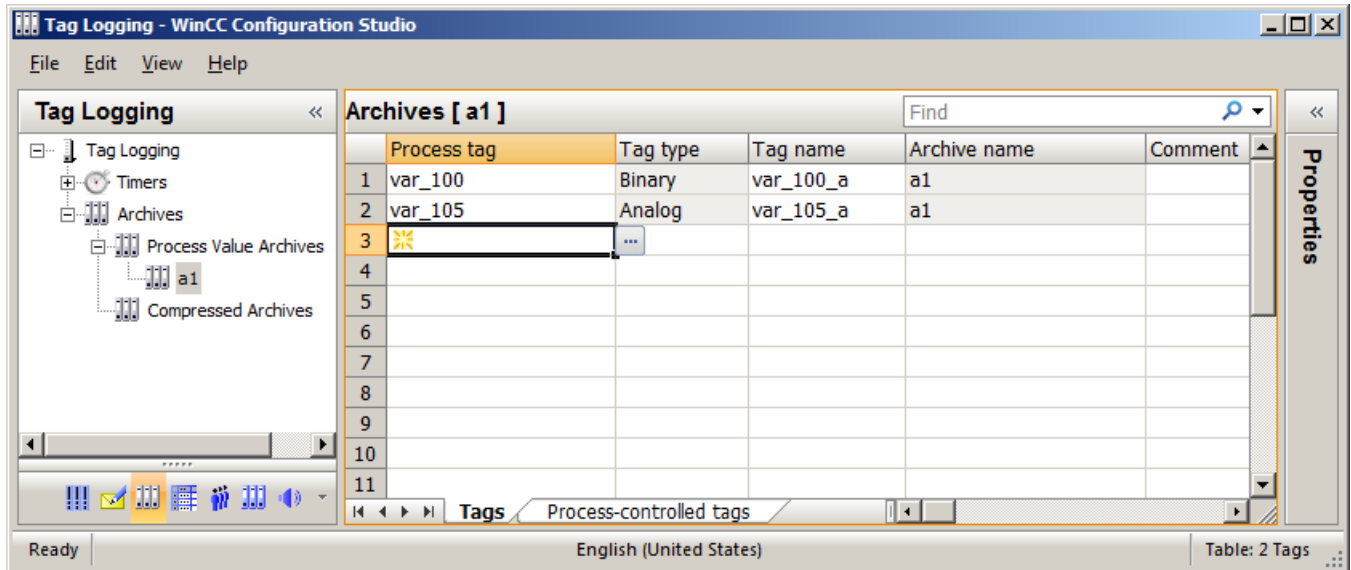 Tag Logging - WinCC Configuration Studio
File Edit View Help
Tag Logging «
Archives [ a1 ] Find «
Tag Logging
Timers
Archives
Process Value Archives
a1
Compressed Archives
Process tag Tag type Tag name Archive name Comment
1 var_100 Binary var_100_a a1
2 var_105 Analog var_105_a a1
3 ...
4
5
6
7
8
9
10
11
Properties
Tags Process-controlled tags
Ready English (United States) Table: 2 Tags